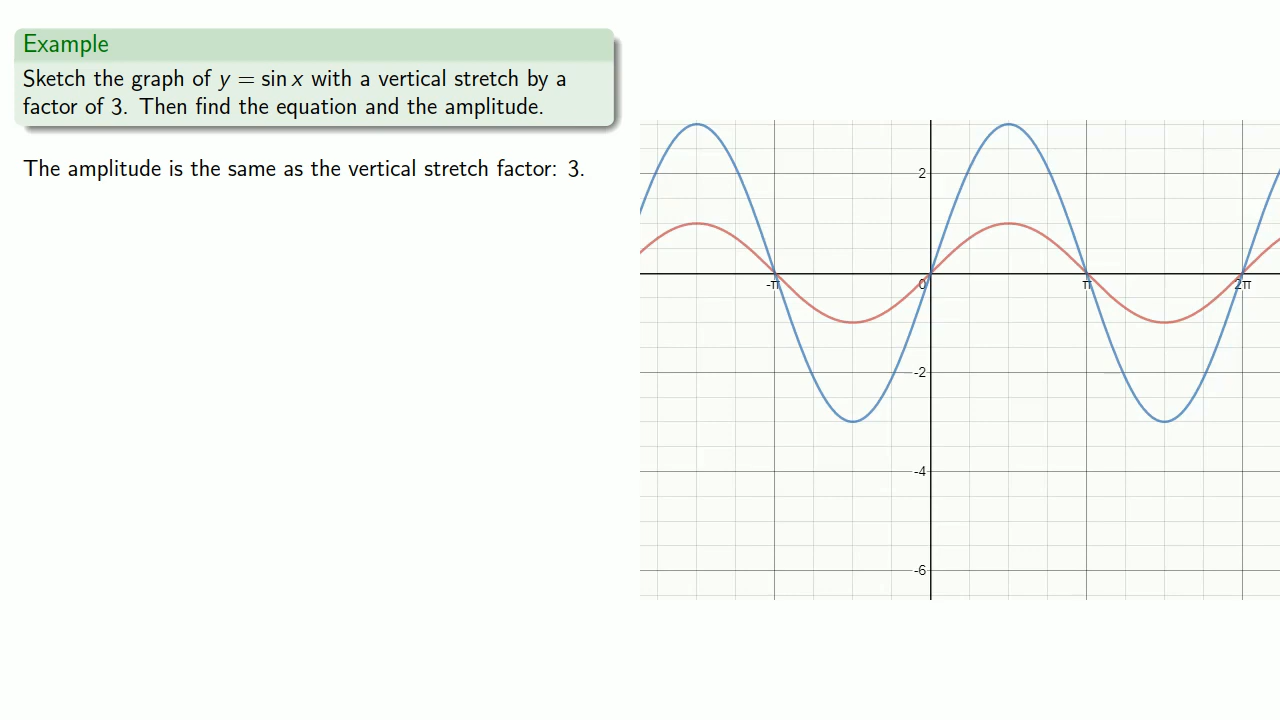 Example
Sketch the graph of y = sin x with a vertical stretch by a
factor of 3. Then find the equation and the amplitude.
The amplitude is the same as the vertical stretch factor: 3.
2
-π 0 π 2π
-2
-4
-6